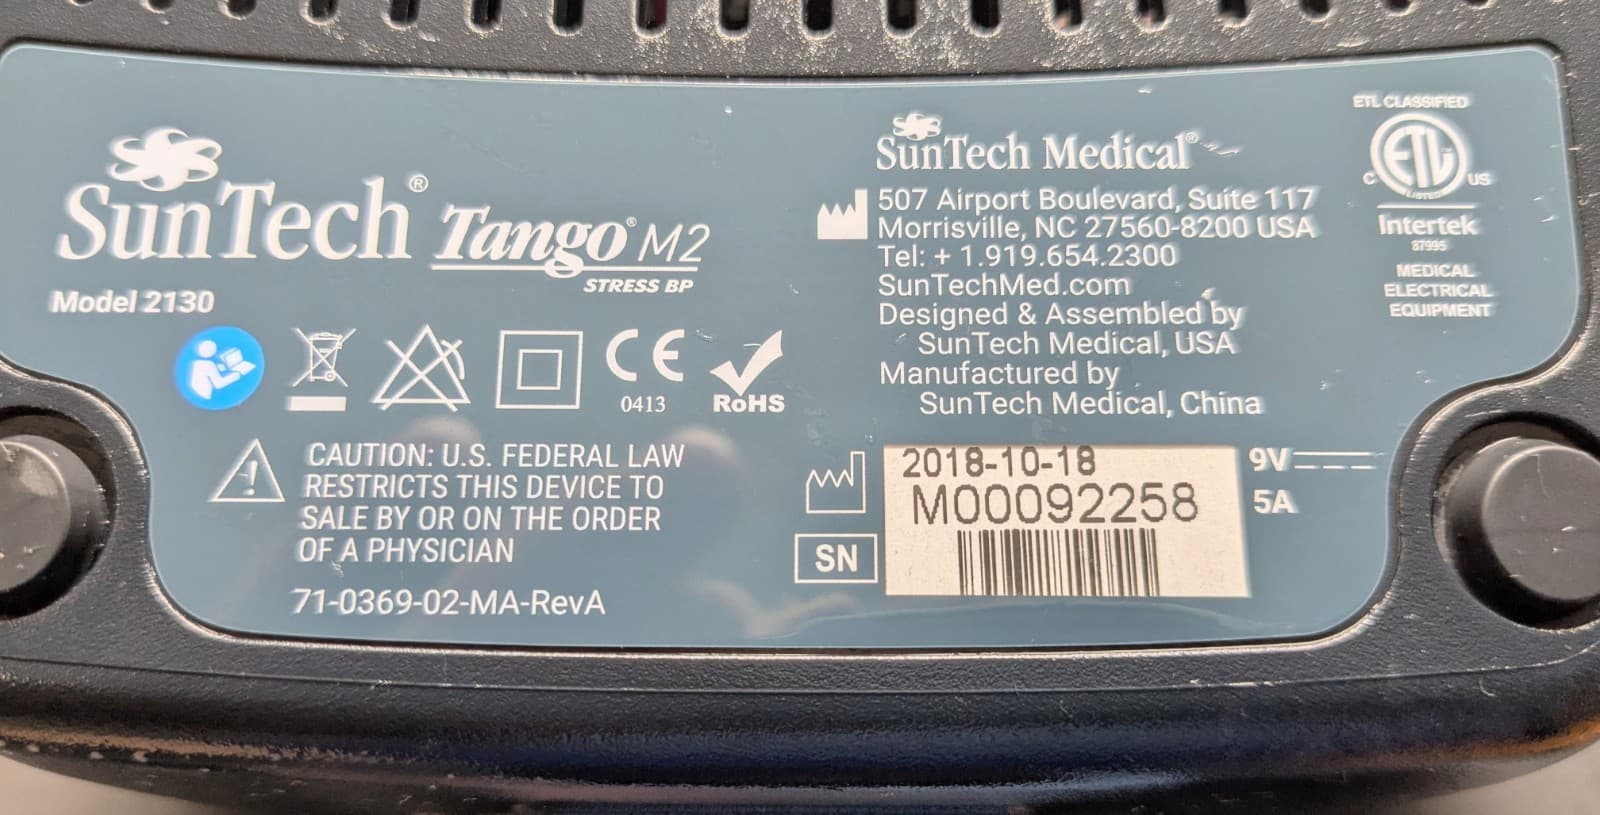 SunTech® Tango® M2
STRESS BP
Model 2130
CE
0413
RoHS
CAUTION: U.S. FEDERAL LAW
RESTRICTS THIS DEVICE TO
SALE BY OR ON THE ORDER
OF A PHYSICIAN
71-0369-02-MA-RevA
SunTech Medical®
507 Airport Boulevard, Suite 117
Morrisville, NC 27560-8200 USA
Tel: + 1.919.654.2300
SunTechMed.com
Designed & Assembled by
SunTech Medical, USA
Manufactured by
SunTech Medical, China
2018-10-18
M00092258
SN
9V
5A
ETL CLASSIFIED
ETL
C US
LISTED
Intertek
87995
MEDICAL
ELECTRICAL
EQUIPMENT